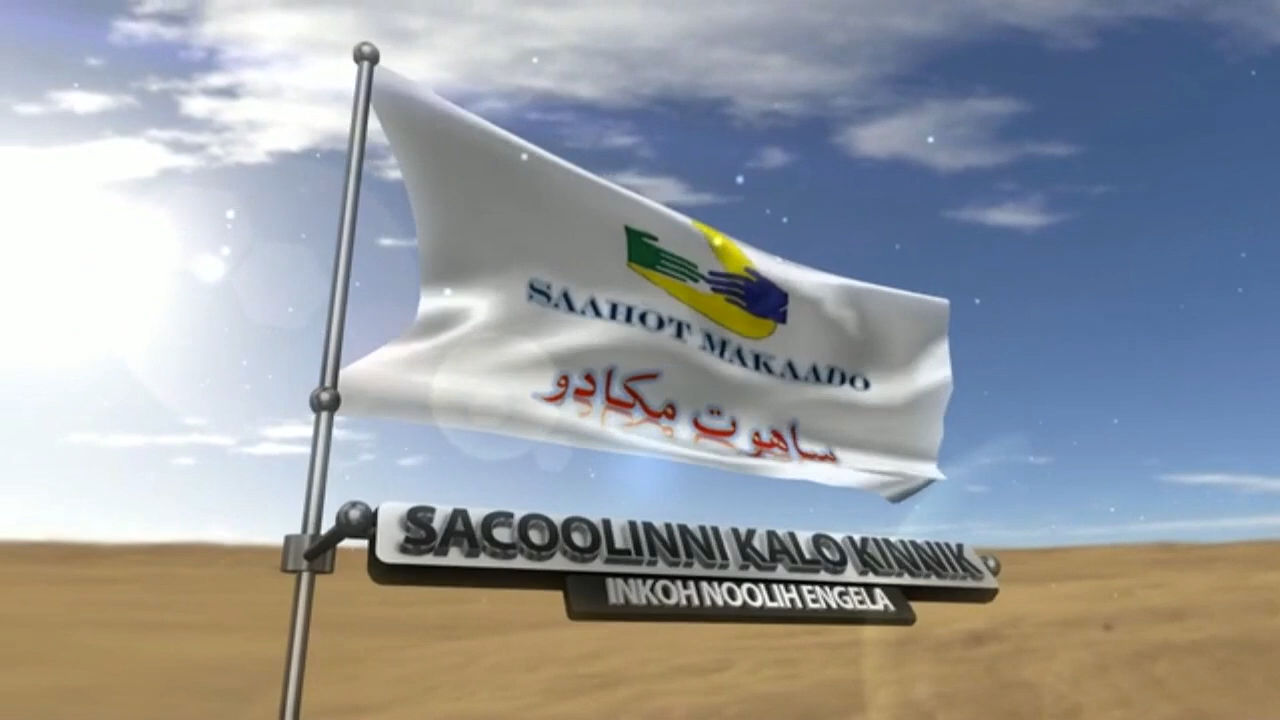 SAAHOT MAKAADO
ساهوت مكادو
SACOOLINNI KALO KINNIK
INKOH NOOLIH ENGELA